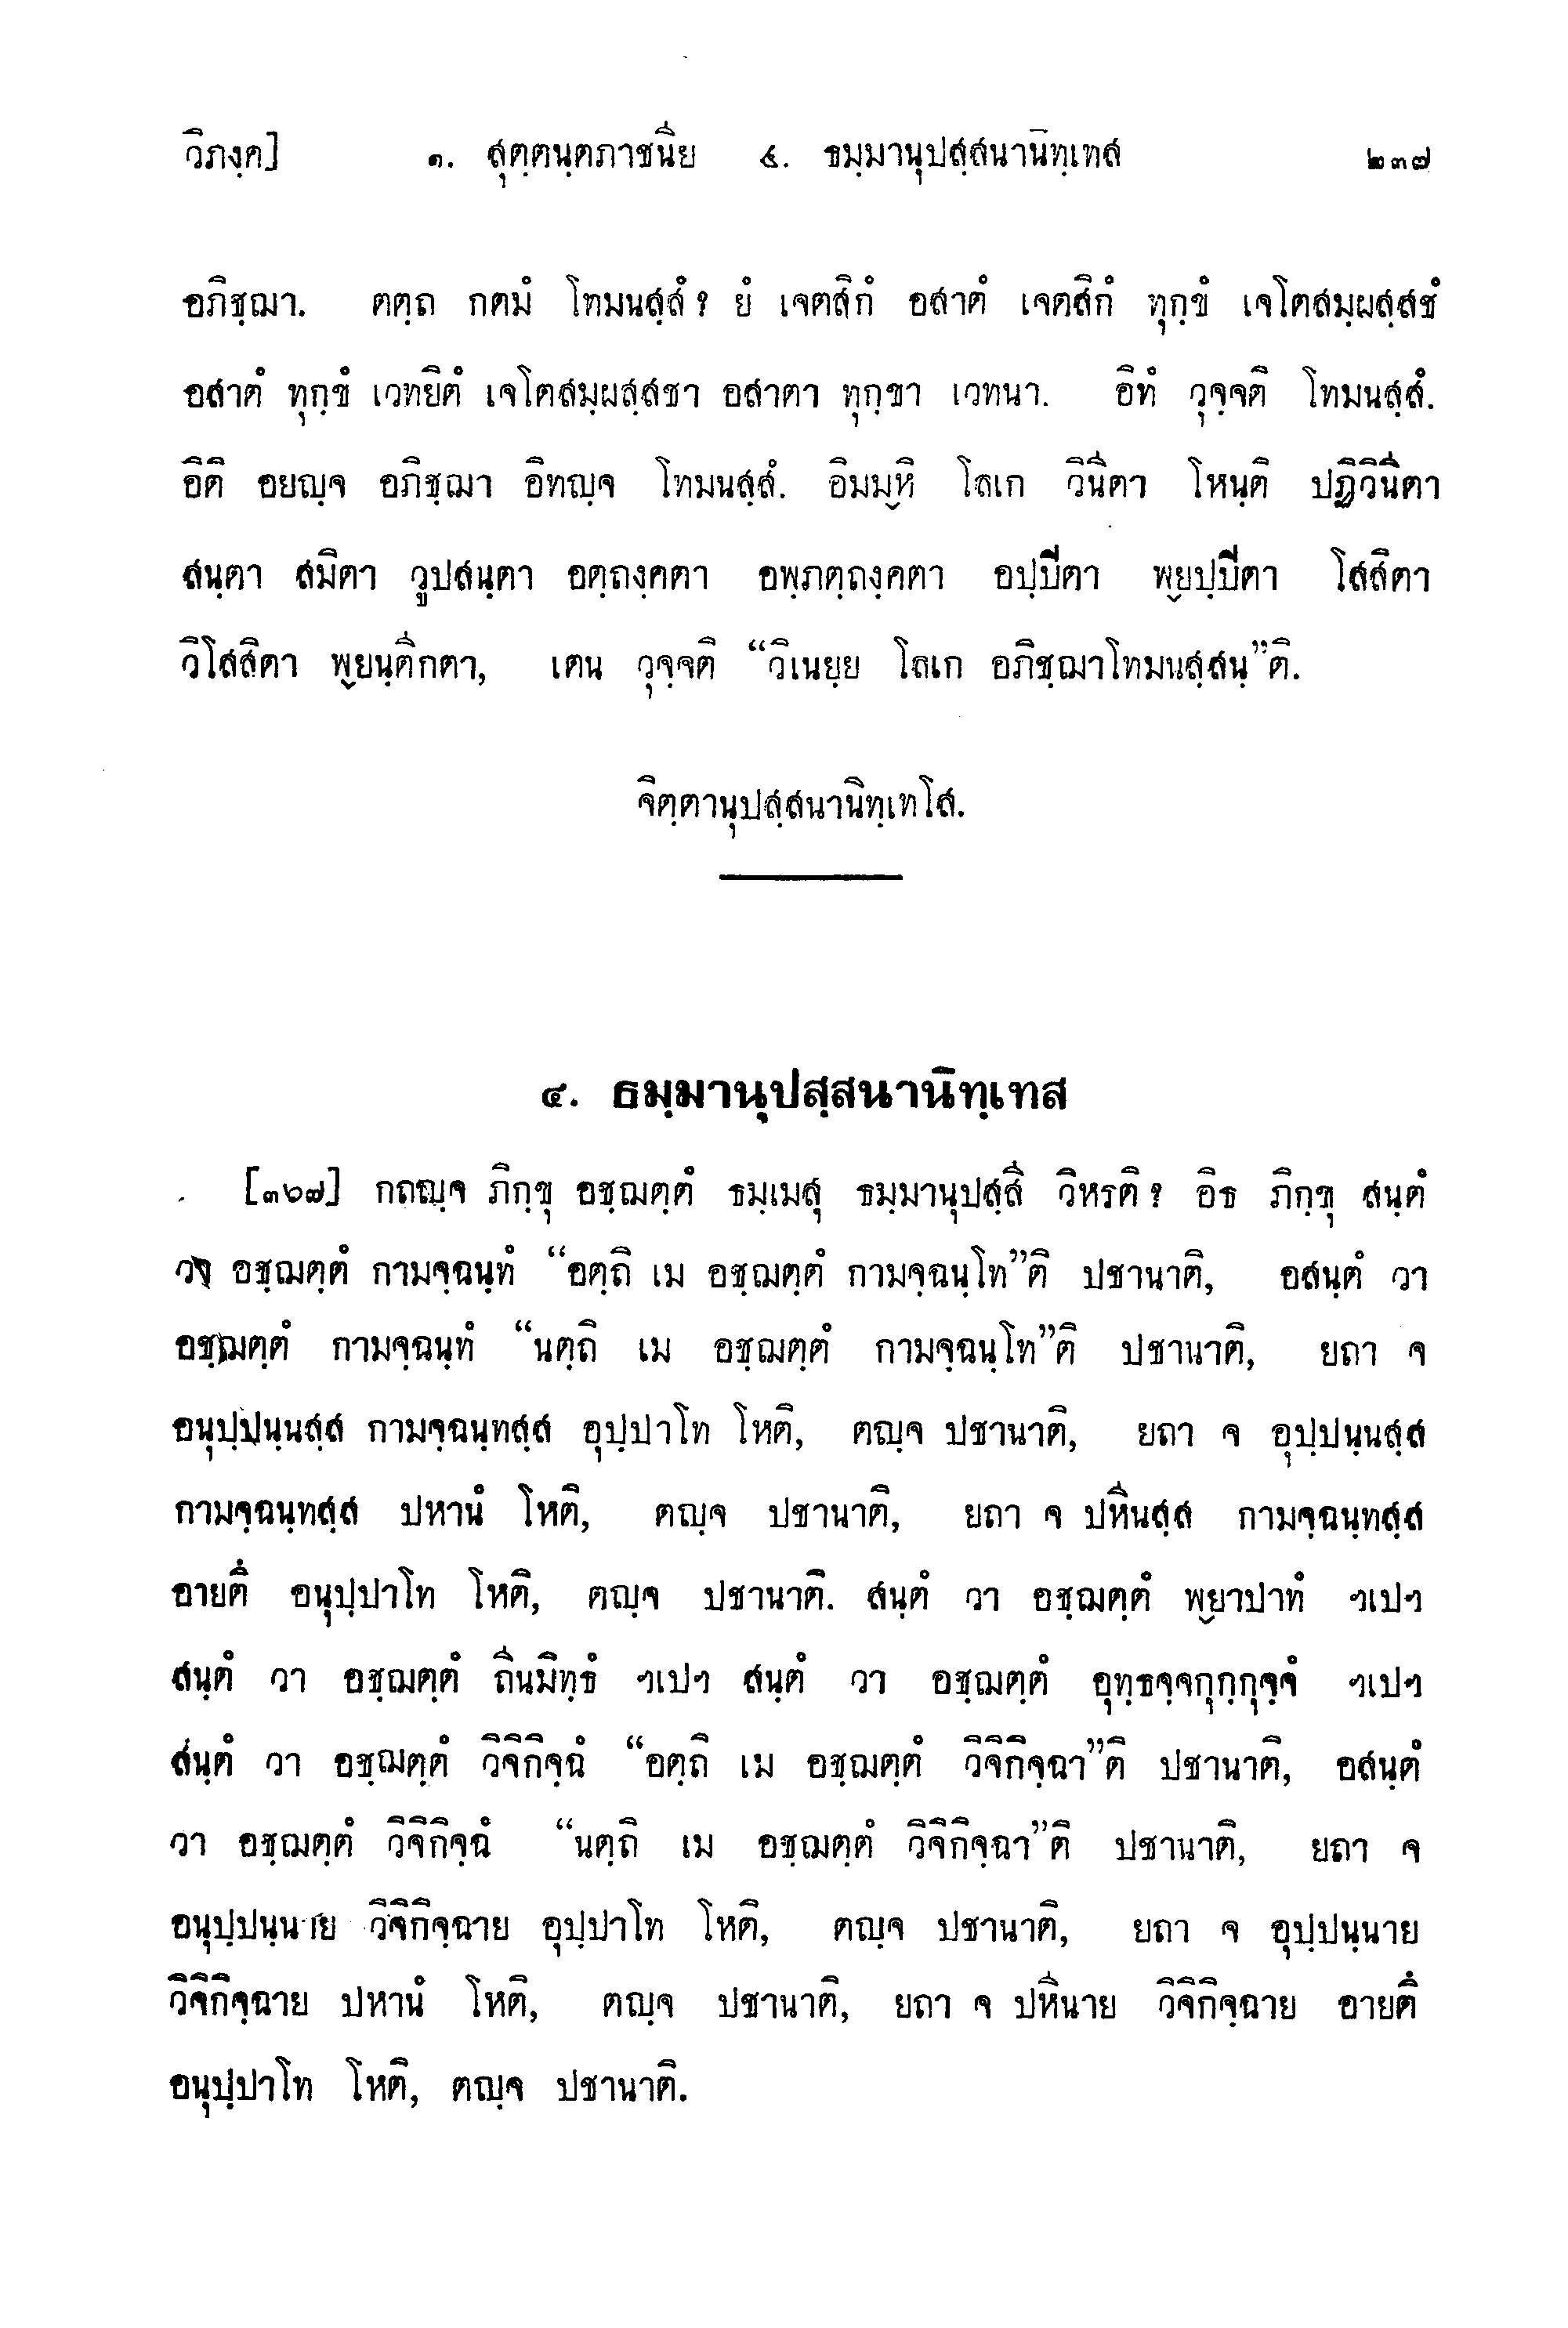 วิภงฺค]	๑. สุตฺตนฺตภาชนีย ๔. ธมฺมานุปสฺสนานิทฺเทส	๒๓๗
อภิชฺฌา. ตตฺถ กตมํ โทมนสฺสํ? ยํ เจตสิกํ อสาตํ เจตสิกํ ทุกฺขํ เจโตสมฺผสฺสชํ
อสาตํ ทุกฺขํ เวทยิตํ เจโตสมฺผสฺสชา อสาตา ทุกฺขา เวทนา. อิทํ วุจฺจติ โทมนสฺสํ.
อิติ อยญฺจ อภิชฺฌา อิทญฺจ โทมนสฺสํ. อิมมฺหิ โลเก วินีตา โหนฺติ ปฏิวินีตา
สนฺตา สมิตา วูปสนฺตา อตฺถงฺคตา อพฺภตฺถงฺคตา อปฺปีตา พฺยปฺปีตา โสสิตา
วิโสสิตา พฺยนฺตีกตา, เตน วุจฺจติ “วิเนยฺย โลเก อภิชฺฌาโทมนสฺสนฺ”ติ.
จิตฺตานุปสฺสนานิทฺเทโส.
๔. ธมฺมานุปสฺสนานิทฺเทส
[๓๖๗] กถญฺจ ภิกฺขุ อชฺฌตฺตํ ธมฺเมสุ ธมฺมานุปสฺสี วิหรติ? อิธ ภิกฺขุ สนฺตํ
วา อชฺฌตฺตํ กามจฺฉนฺทํ “อตฺถิ เม อชฺฌตฺตํ กามจฺฉนฺโท”ติ ปชานาติ, อสนฺตํ วา
อชฺฌตฺตํ กามจฺฉนฺทํ “นตฺถิ เม อชฺฌตฺตํ กามจฺฉนฺโท”ติ ปชานาติ, ยถา จ
อนุปฺปนฺนสฺส กามจฺฉนฺทสฺส อุปฺปาโท โหติ, ตญฺจ ปชานาติ, ยถา จ อุปฺปนฺนสฺส
กามจฺฉนฺทสฺส ปหานํ โหติ, ตญฺจ ปชานาติ, ยถา จ ปหีนสฺส กามจฺฉนฺทสฺส
อายตึ อนุปฺปาโท โหติ, ตญฺจ ปชานาติ. สนฺตํ วา อชฺฌตฺตํ พฺยาปาทํ ฯเปฯ
สนฺตํ วา อชฺฌตฺตํ ถีนมิทฺธํ ฯเปฯ สนฺตํ วา อชฺฌตฺตํ อุทฺธจฺจกุกฺกุจฺจํ ฯเปฯ
สนฺตํ วา อชฺฌตฺตํ วิจิกิจฺฉํ “อตฺถิ เม อชฺฌตฺตํ วิจิกิจฺฉา”ติ ปชานาติ, อสนฺตํ
วา อชฺฌตฺตํ วิจิกิจฺฉํ “นตฺถิ เม อชฺฌตฺตํ วิจิกิจฺฉา”ติ ปชานาติ, ยถา จ
อนุปฺปนฺนาย วิจิกิจฺฉาย อุปฺปาโท โหติ, ตญฺจ ปชานาติ, ยถา จ อุปฺปนฺนาย
วิจิกิจฺฉาย ปหานํ โหติ, ตญฺจ ปชานาติ, ยถา จ ปหีนาย วิจิกิจฺฉาย อายตึ
อนุปฺปาโท โหติ, ตญฺจ ปชานาติ.